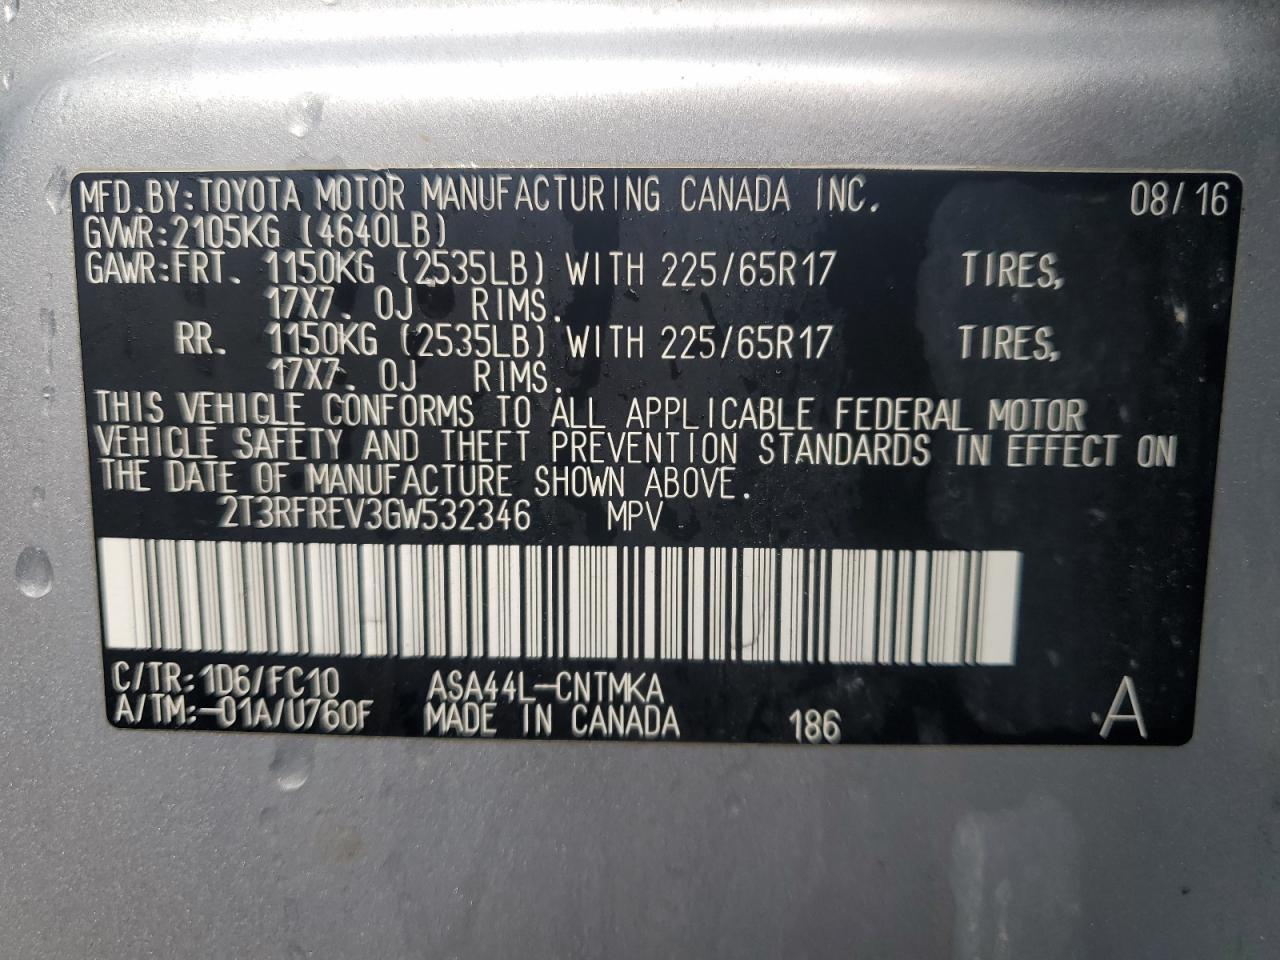 MFD.BY:TOYOTA MOTOR MANUFACTURING CANADA INC. 08/16
GVWR:2105KG (4640LB)
GAWR:FRT. 1150KG (2535LB) WITH 225/65R17 TIRES,
17X7.0J RIMS.
RR. 1150KG (2535LB) WITH 225/65R17 TIRES,
17X7.0J RIMS.
THIS VEHICLE CONFORMS TO ALL APPLICABLE FEDERAL MOTOR
VEHICLE SAFETY AND THEFT PREVENTION STANDARDS IN EFFECT ON
THE DATE OF MANUFACTURE SHOWN ABOVE.
2T3RFREV3GW532346 MPV
C/TR:1D6/FC10 ASA44L-CNTMKA
A/TM:-01A/U760F MADE IN CANADA 186 A